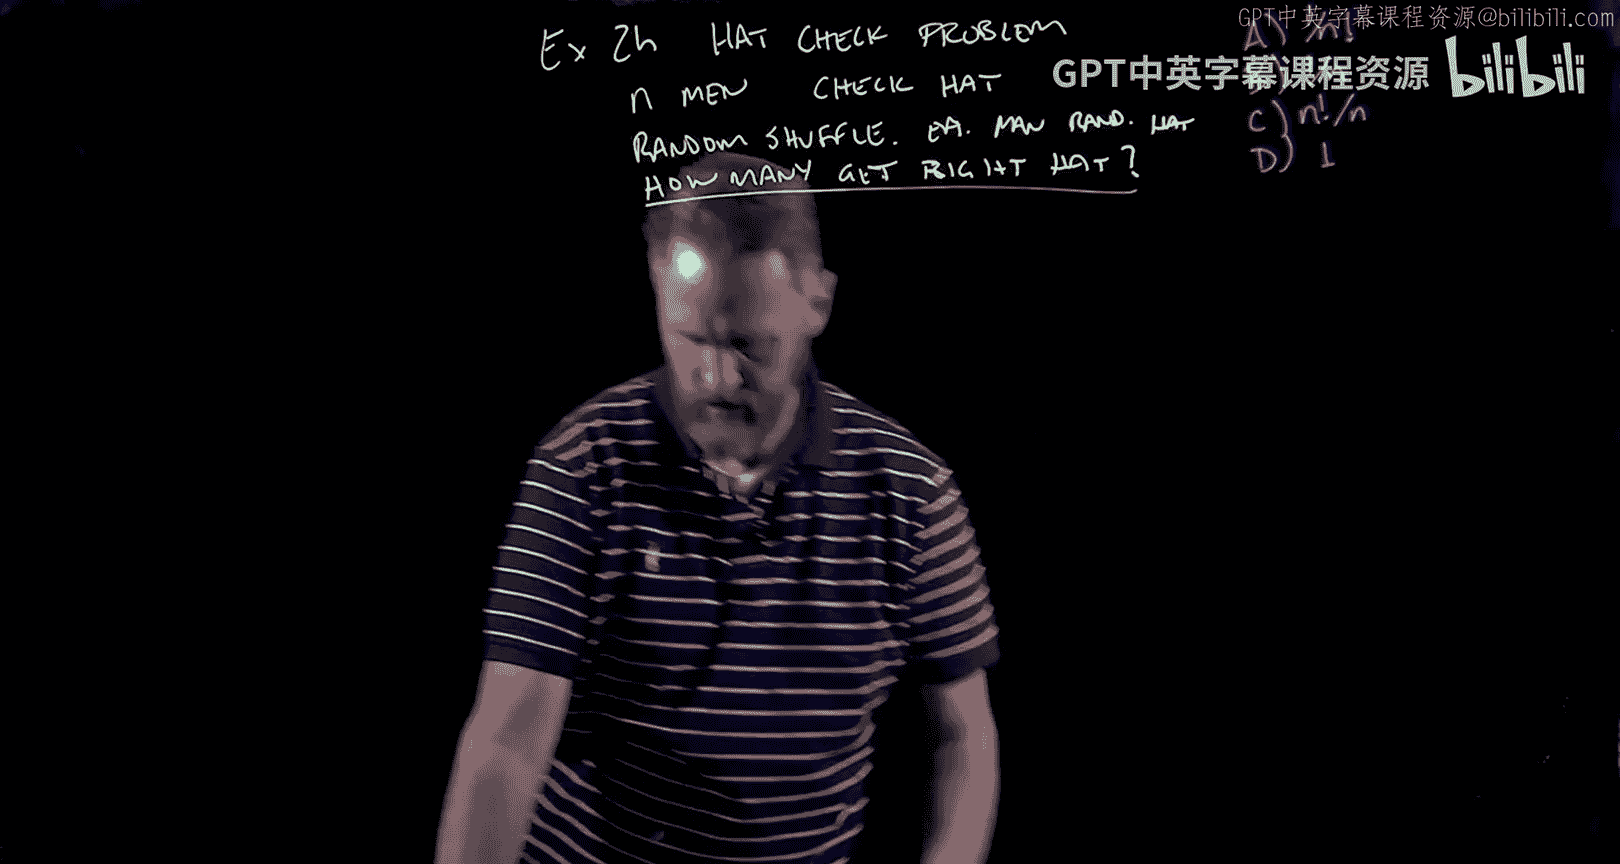 Ex 2h HAT CHECK PROBLEM
n MEN CHECK HAT
RANDOM SHUFFLE. EA. MAN RAND. HAT
HOW MANY GET RIGHT HAT?
A) n!
C) n!/n
D) 1
GPT中英字幕课程资源@bilibili.com
GPT中英字幕课程资源 bilibili